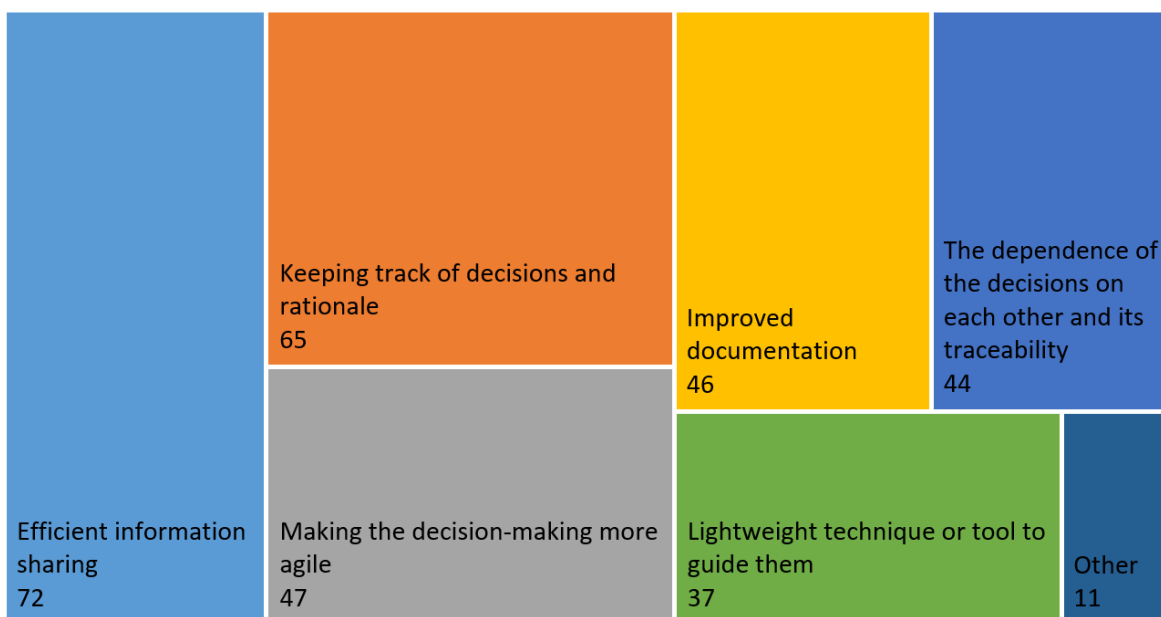 Efficient information
sharing
72
Keeping track of decisions and
rationale
65
Making the decision-making more
agile
47
Improved
documentation
46
The dependence of
the decisions on
each other and its
traceability
44
Lightweight technique or tool to
guide them
37
Other
11